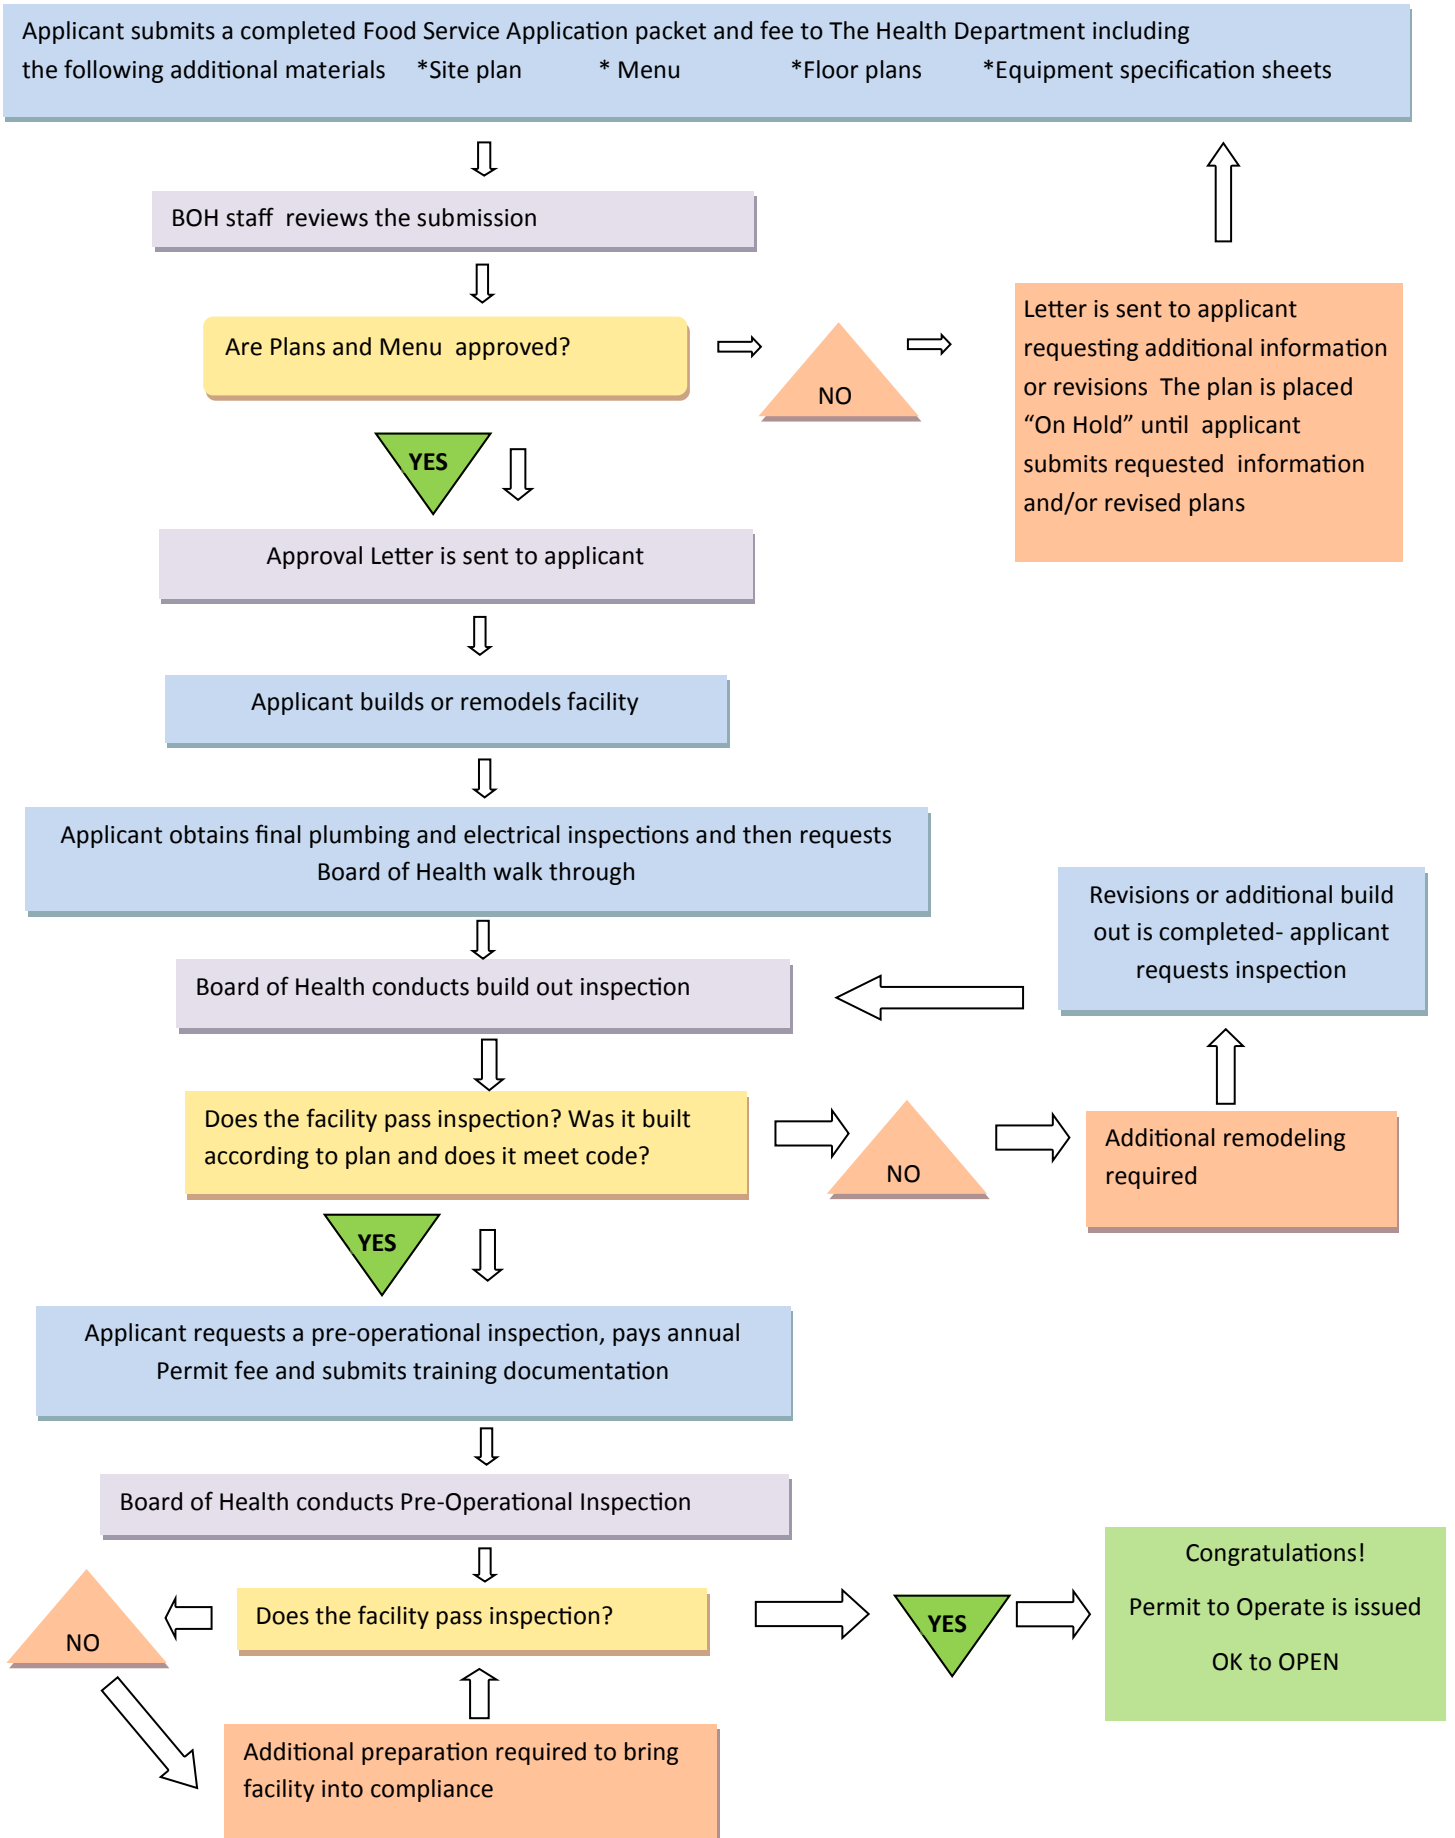 Applicant submits a completed Food Service Application packet and fee to The Health Department including
the following additional materials *Site plan * Menu *Floor plans *Equipment specification sheets
BOH staff reviews the submission
Are Plans and Menu approved?
NO
Letter is sent to applicant
requesting additional information
or revisions The plan is placed
“On Hold” until applicant
submits requested information
and/or revised plans
YES
Approval Letter is sent to applicant
Applicant builds or remodels facility
Applicant obtains final plumbing and electrical inspections and then requests
Board of Health walk through
Board of Health conducts build out inspection
Revisions or additional build
out is completed- applicant
requests inspection
Does the facility pass inspection? Was it built
according to plan and does it meet code?
NO
Additional remodeling
required
YES
Applicant requests a pre-operational inspection, pays annual
Permit fee and submits training documentation
Board of Health conducts Pre-Operational Inspection
Does the facility pass inspection?
NO
YES
Congratulations!
Permit to Operate is issued
OK to OPEN
Additional preparation required to bring
facility into compliance